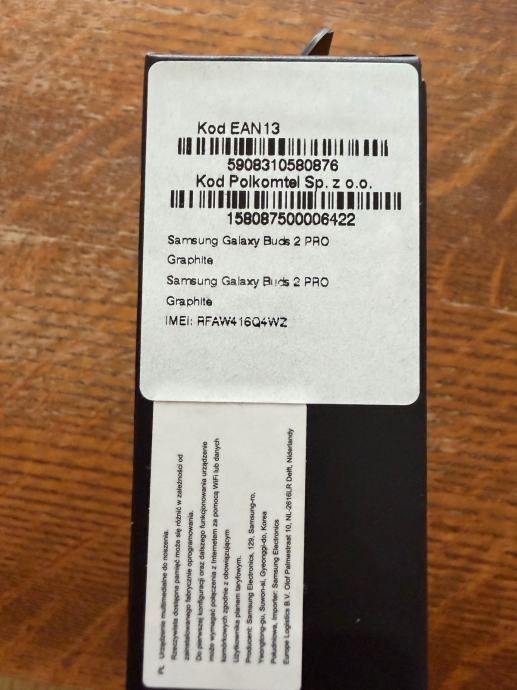 Kod EAN13
5908310580876
Kod Polkomtel Sp. z o.o.
158087500006422
Samsung Galaxy Buds 2 PRO
Graphite
Samsung Galaxy Buds 2 PRO
Graphite
IMEI: RFAW416Q4WZ
PL Urządzenie multimedialne do noszenia.
Rzeczywista dostępna pamięć może się różnić w zależności od
zainstalowanego fabrycznie oprogramowania.
Do pierwszej konfiguracji oraz dalszego funkcjonowania urządzenie
może wymagać połączenia z Internetem za pomocą WiFi lub danych
komórkowych zgodnie z obowiązującym
Użytkownika planem taryfowym.
Producent: Samsung Electronics, 129, Samsung-ro,
Yeongtong-gu, Suwon-si, Gyeonggi-do, Korea
Południowa, Importer: Samsung Electronics
Europe Logistics B.V. Olof Palmestraat 10, NL-2616LR Delft, Niderlandy